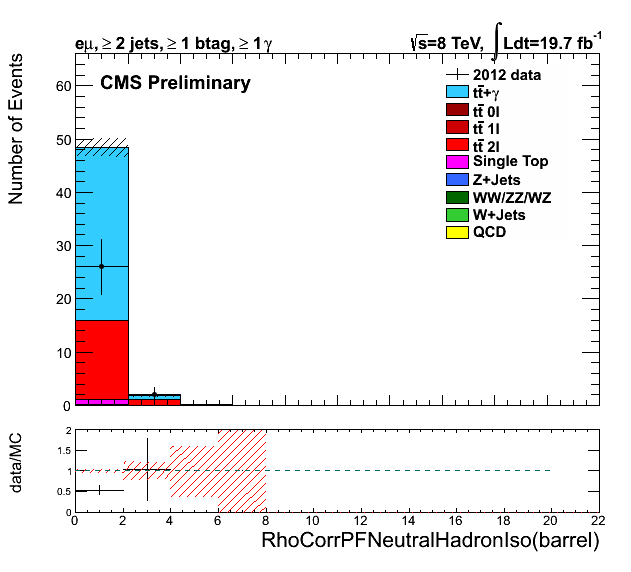 eμ, ≥ 2 jets, ≥ 1 btag, ≥ 1 γ
√s=8 TeV, ∫ Ldt=19.7 fb⁻¹
CMS Preliminary
2012 data
tt̄+γ
tt̄ 0l
tt̄ 1l
tt̄ 2l
Single Top
Z+Jets
WW/ZZ/WZ
W+Jets
QCD
Number of Events
60
50
40
30
20
10
0
data/MC
2
1.5
1
0.5
0
0 2 4 6 8 10 12 14 16 18 20 22
RhoCorrPFNeutralHadronIso(barrel)